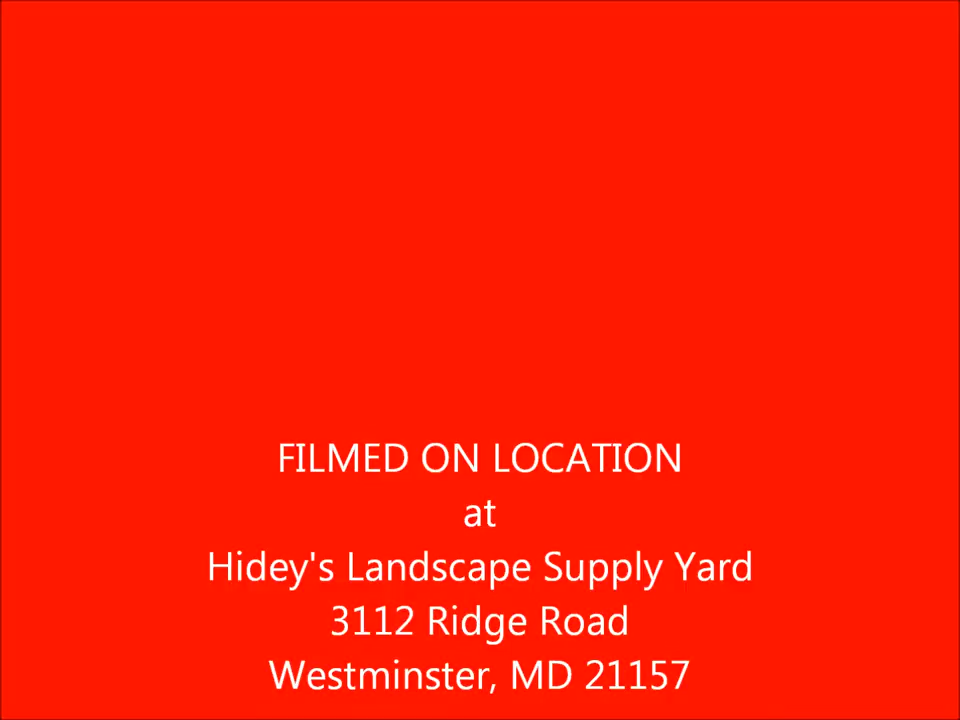 FILMED ON LOCATION
at
Hidey's Landscape Supply Yard
3112 Ridge Road
Westminster, MD 21157